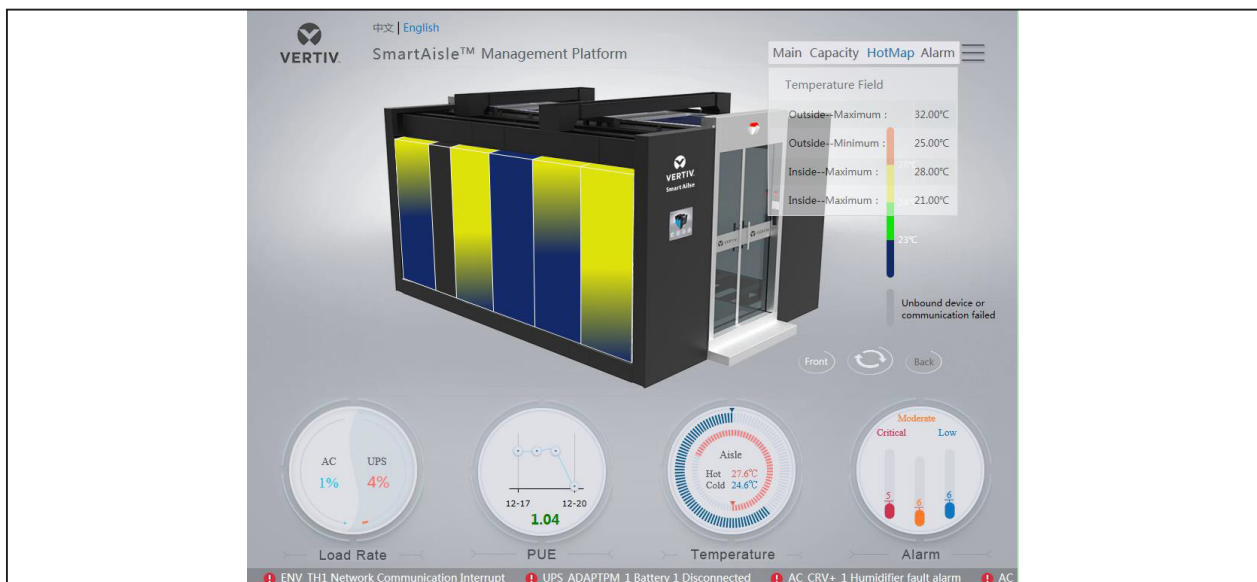 中文 | English
VERTIV.
SmartAisle™ Management Platform
Main Capacity HotMap Alarm
Temperature Field
Outside--Maximum : 32.00℃
Outside--Minimum : 25.00℃
Inside--Maximum : 28.00℃
Inside--Maximum : 21.00℃
23℃
Unbound device or
communication failed
VERTIV.
Smart Ailse
VERTIV VERTIV
Front Back
AC UPS
1% 4%
Load Rate
12-17 12-20
1.04
PUE
Aisle
Hot 27.6℃
Cold 24.6℃
Temperature
Moderate
Critical Low
5 6 6
Alarm
ENV_TH1 Network Communication Interrupt UPS_ADAPTPM_1 Battery 1 Disconnected AC_CRV+_1 Humidifier fault alarm AC